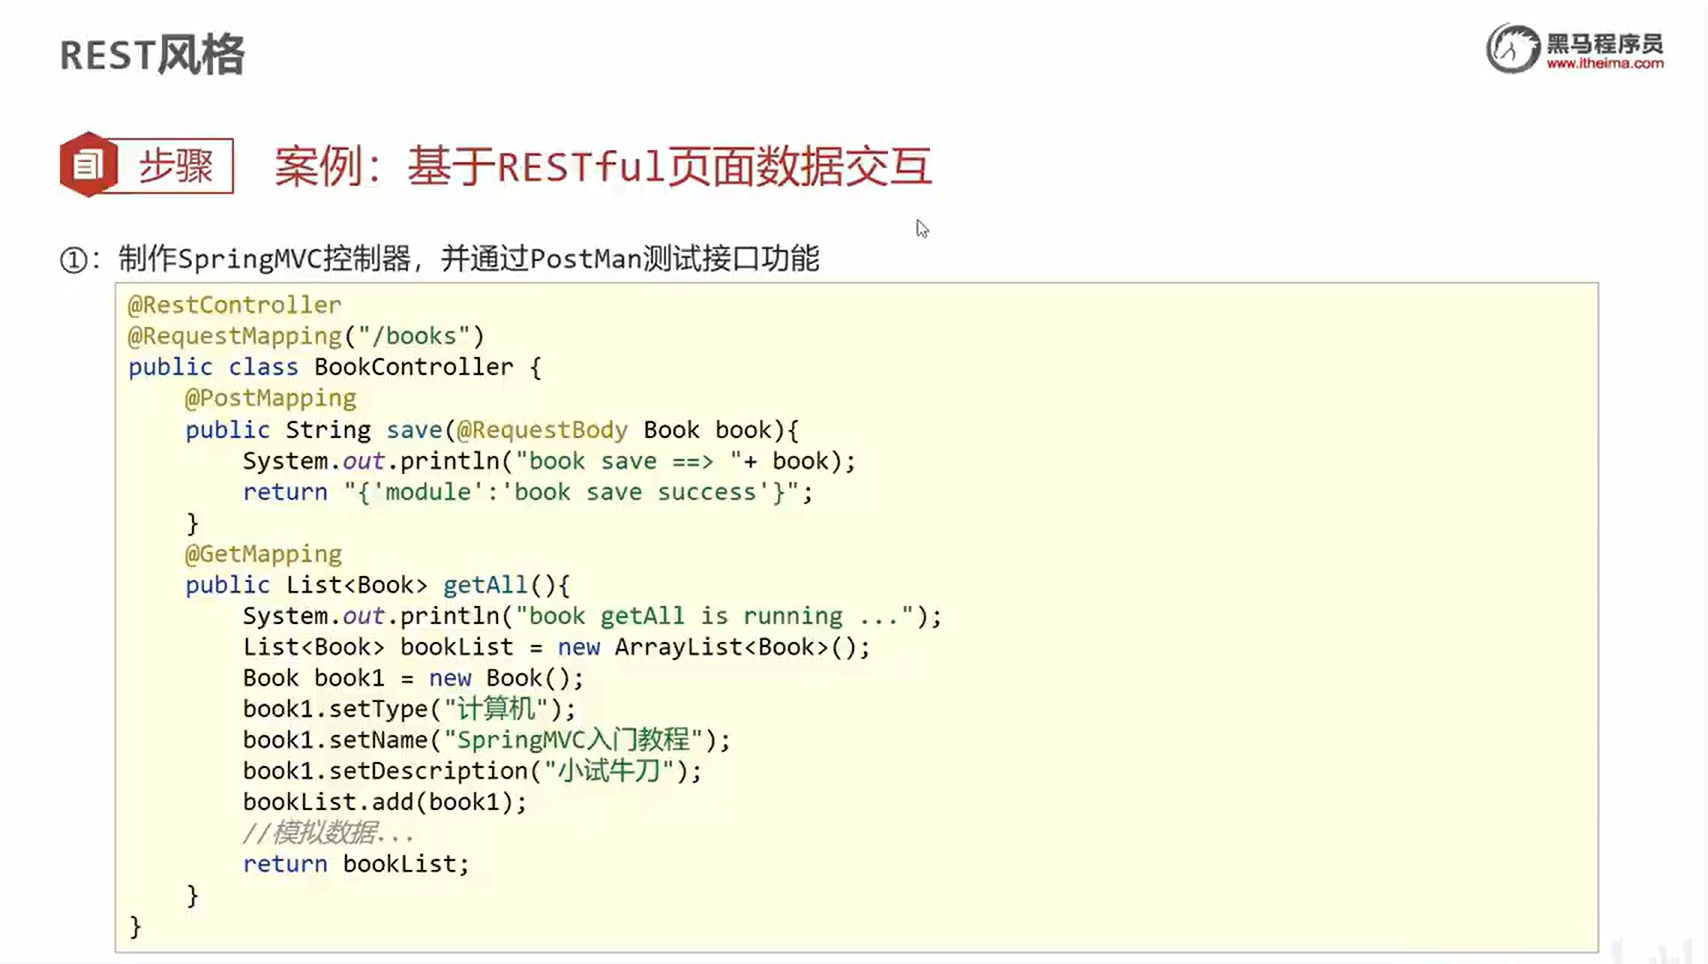 REST风格
黑马程序员
www.itheima.com
步骤
案例：基于RESTful页面数据交互
①：制作SpringMVC控制器，并通过PostMan测试接口功能
@RestController
@RequestMapping("/books")
public class BookController {
    @PostMapping
    public String save(@RequestBody Book book){
        System.out.println("book save ==> "+ book);
        return "{'module':'book save success'}";
    }
    @GetMapping
    public List<Book> getAll(){
        System.out.println("book getAll is running ...");
        List<Book> bookList = new ArrayList<Book>();
        Book book1 = new Book();
        book1.setType("计算机");
        book1.setName("SpringMVC入门教程");
        book1.setDescription("小试牛刀");
        bookList.add(book1);
        //模拟数据...
        return bookList;
    }
}